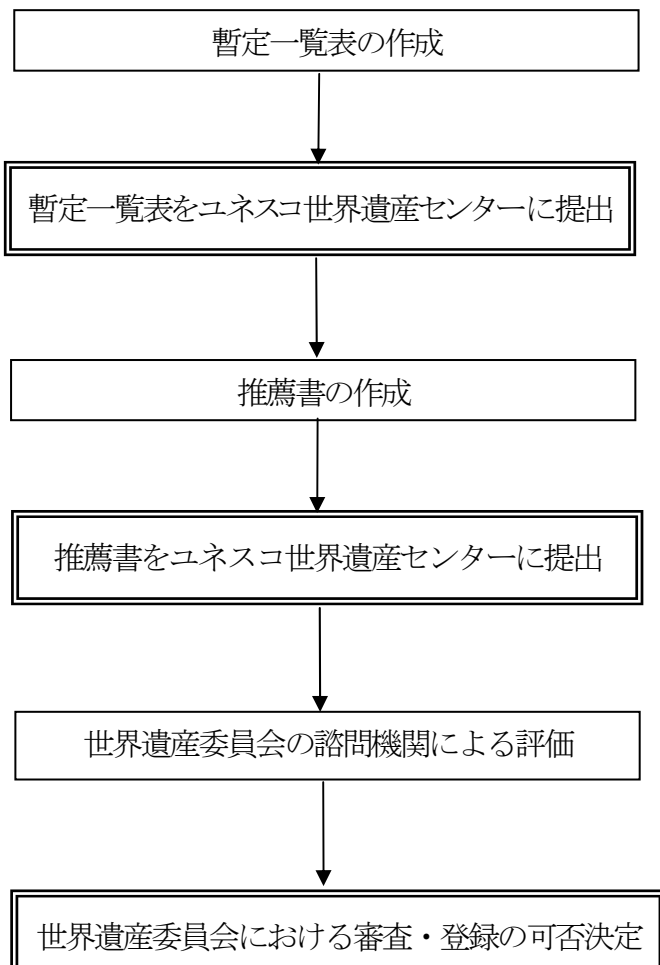 暫定一覧表の作成
暫定一覧表をユネスコ世界遺産センターに提出
推薦書の作成
推薦書をユネスコ世界遺産センターに提出
世界遺産委員会の諮問機関による評価
世界遺産委員会における審査・登録の可否決定